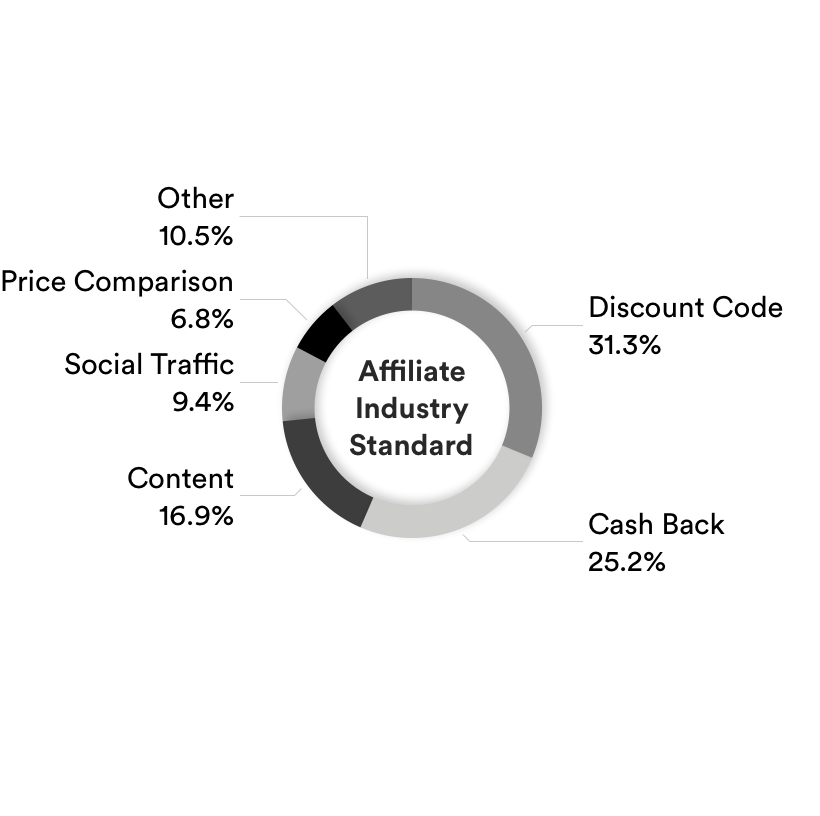 Other
10.5%
Price Comparison
6.8%
Social Traffic
9.4%
Content
16.9%
Affiliate
Industry
Standard
Discount Code
31.3%
Cash Back
25.2%